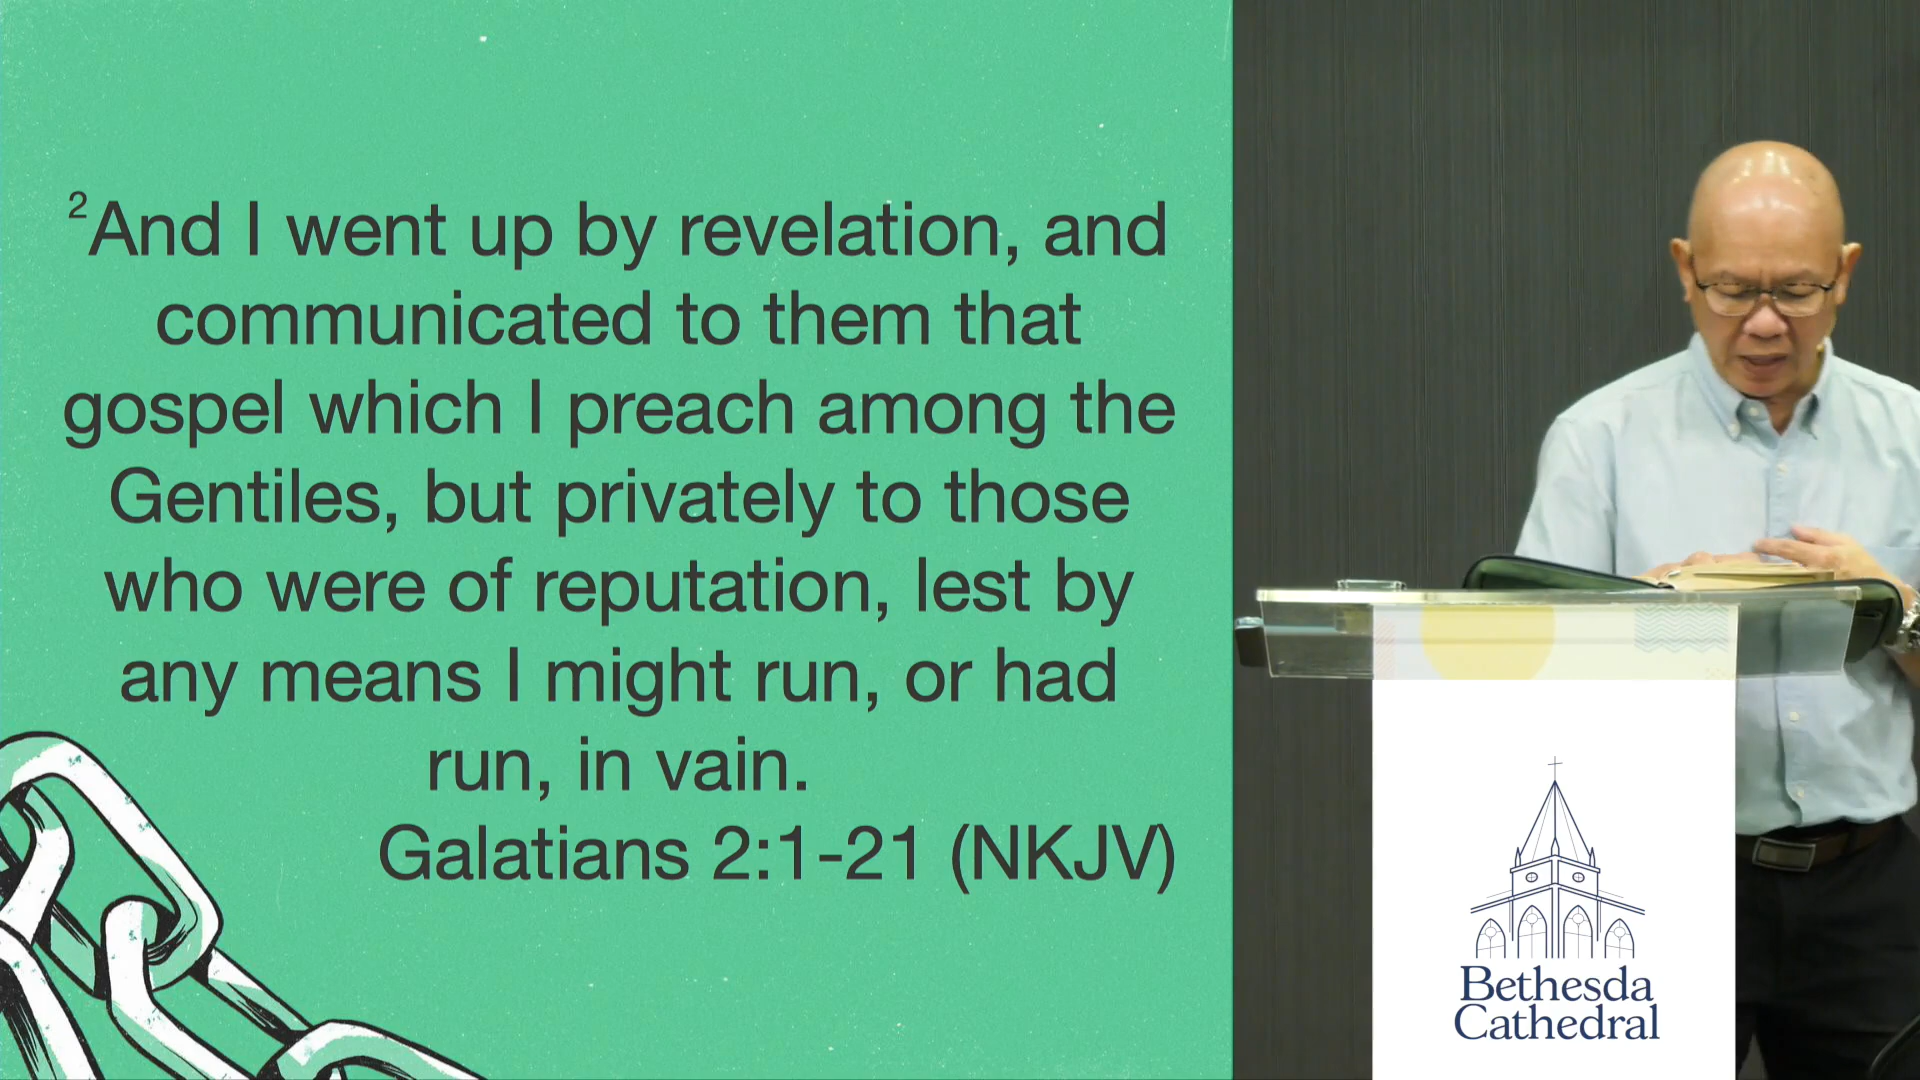 ²And I went up by revelation, and
communicated to them that
gospel which I preach among the
Gentiles, but privately to those
who were of reputation, lest by
any means I might run, or had
run, in vain.
Galatians 2:1-21 (NKJV)
Bethesda
Cathedral